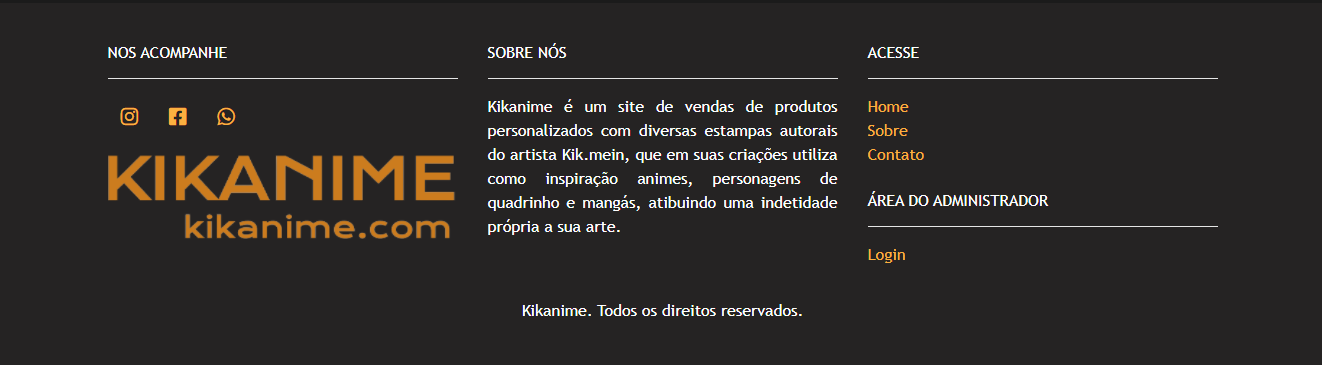 NOS ACOMPANHE
KIKANIME
kikanime.com
SOBRE NÓS
Kikanime é um site de vendas de produtos
personalizados com diversas estampas autorais
do artista Kik.mein, que em suas criações utiliza
como inspiração animes, personagens de
quadrinho e mangás, atibuindo uma indetidade
própria a sua arte.
ACESSE
Home
Sobre
Contato
ÁREA DO ADMINISTRADOR
Login
Kikanime. Todos os direitos reservados.